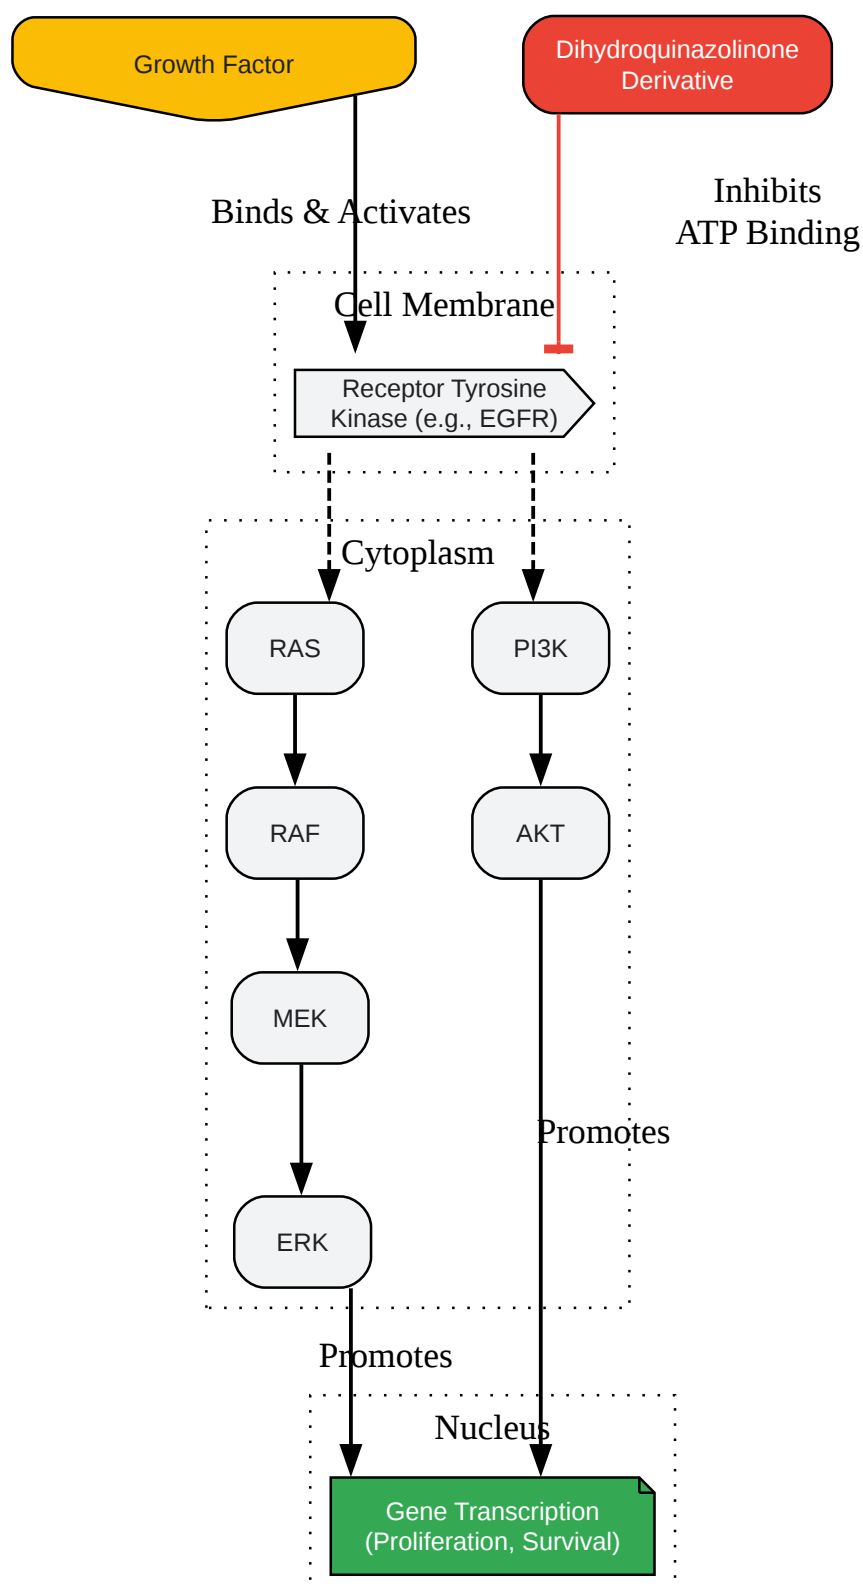 Growth Factor
Dihydroquinazolinone
Derivative
Binds & Activates
Inhibits
ATP Binding
Cell Membrane
Receptor Tyrosine
Kinase (e.g., EGFR)
Cytoplasm
RAS
PI3K
RAF
AKT
MEK
Promotes
ERK
Promotes
Nucleus
Gene Transcription
(Proliferation, Survival)